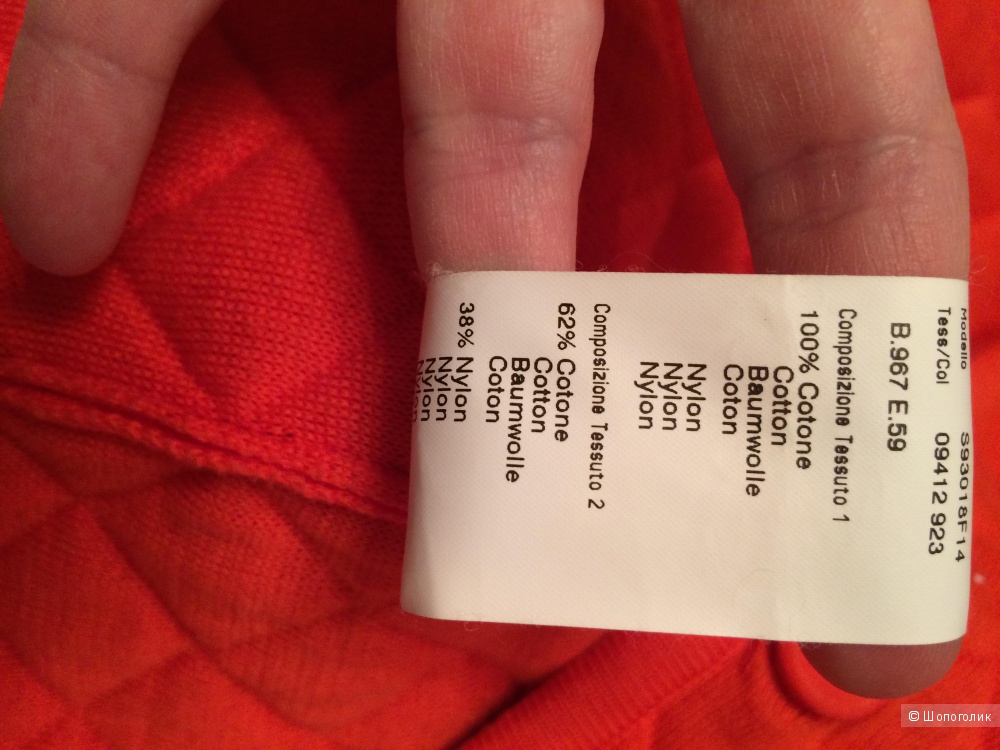 Modello S93018F14
Tess/Col 09412 923
B.967 E.59
Composizione Tessuto 1
100% Cotone
Cotton
Baumwolle
Coton
Nylon
Nylon
Nylon
Composizione Tessuto 2
62% Cotone
Cotton
Baumwolle
Coton
38% Nylon
Nylon
Nylon
Nylon
© Шопоголик